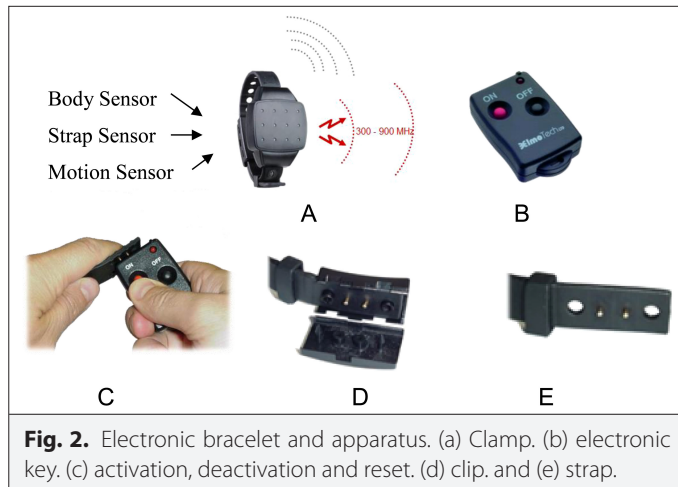 Body Sensor
Strap Sensor
Motion Sensor
300 - 900 MHz
A
ON
OFF
XimoTech
B
ON
OFF
C
D
E
Fig. 2. Electronic bracelet and apparatus. (a) Clamp. (b) electronic
key. (c) activation, deactivation and reset. (d) clip. and (e) strap.